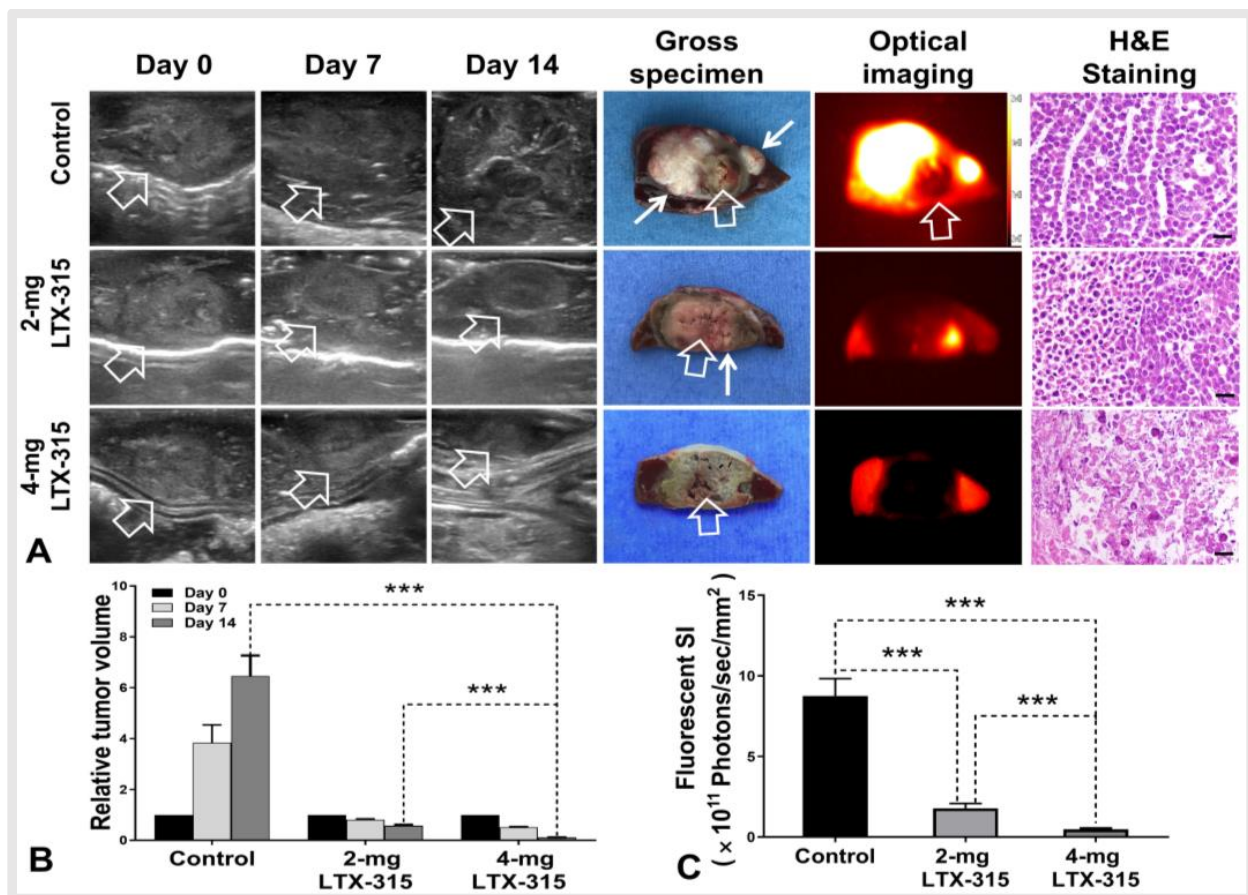 Day 0
Day 7
Day 14
Gross
specimen
Optical
imaging
H&E
Staining
Control
2-mg
LTX-315
4-mg
LTX-315
A
Relative tumor volume
10
8
6
4
2
0
Day 0
Day 7
Day 14
***
***
Control
2-mg
LTX-315
4-mg
LTX-315
B
Fluorescent SI
( × 10¹¹ Photons/sec/mm²)
15
10
5
0
***
***
***
Control
2-mg
LTX-315
4-mg
LTX-315
C